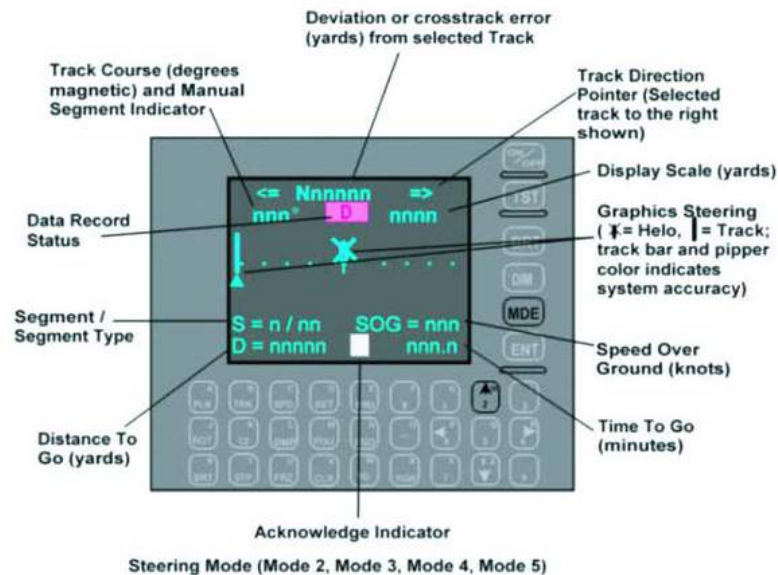 Deviation or crosstrack error
(yards) from selected Track
Track Course (degrees
magnetic) and Manual
Segment Indicator
Track Direction
Pointer (Selected
track to the right
shown)
Display Scale (yards)
Data Record
Status
Graphics Steering
( = Helo, = Track;
track bar and pipper
color indicates
system accuracy)
Segment /
Segment Type
Speed Over
Ground (knots)
Distance To
Go (yards)
Time To Go
(minutes)
Acknowledge Indicator
Steering Mode (Mode 2, Mode 3, Mode 4, Mode 5)
<= Nnnnnn =>
nnn° D nnnn
S = n / nn SOG = nnn
D = nnnnn nnn.n
ON/OFF
TST
DIM
MDE
ENT
2